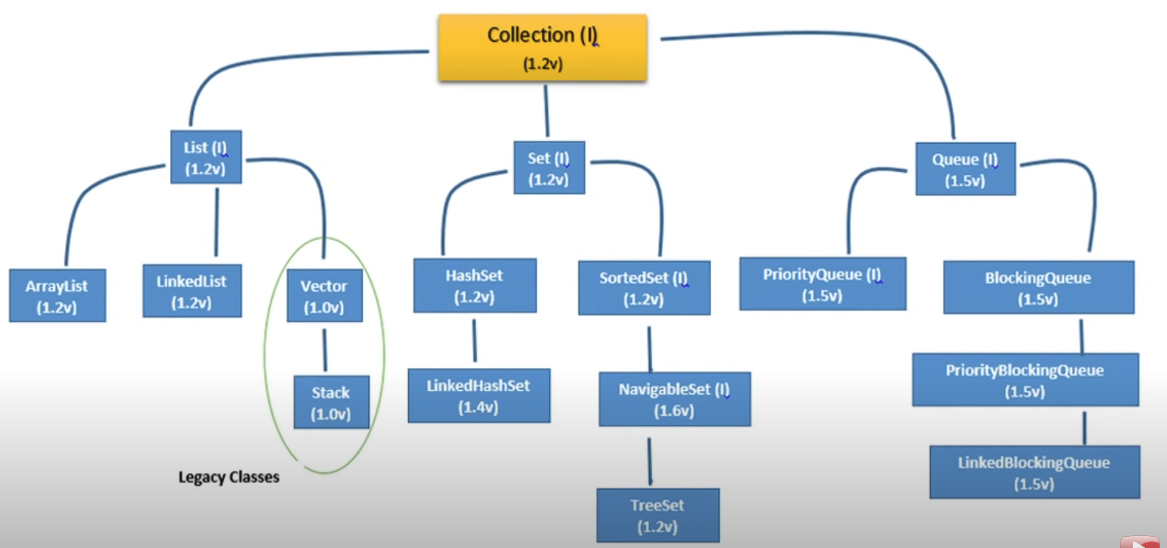 Collection (I)
(1.2v)
List (I)
(1.2v)
Set (I)
(1.2v)
Queue (I)
(1.5v)
ArrayList
(1.2v)
LinkedList
(1.2v)
Vector
(1.0v)
HashSet
(1.2v)
SortedSet (I)
(1.2v)
PriorityQueue (I)
(1.5v)
BlockingQueue
(1.5v)
Stack
(1.0v)
LinkedHashSet
(1.4v)
NavigableSet (I)
(1.6v)
PriorityBlockingQueue
(1.5v)
Legacy Classes
TreeSet
(1.2v)
LinkedBlockingQueue
(1.5v)